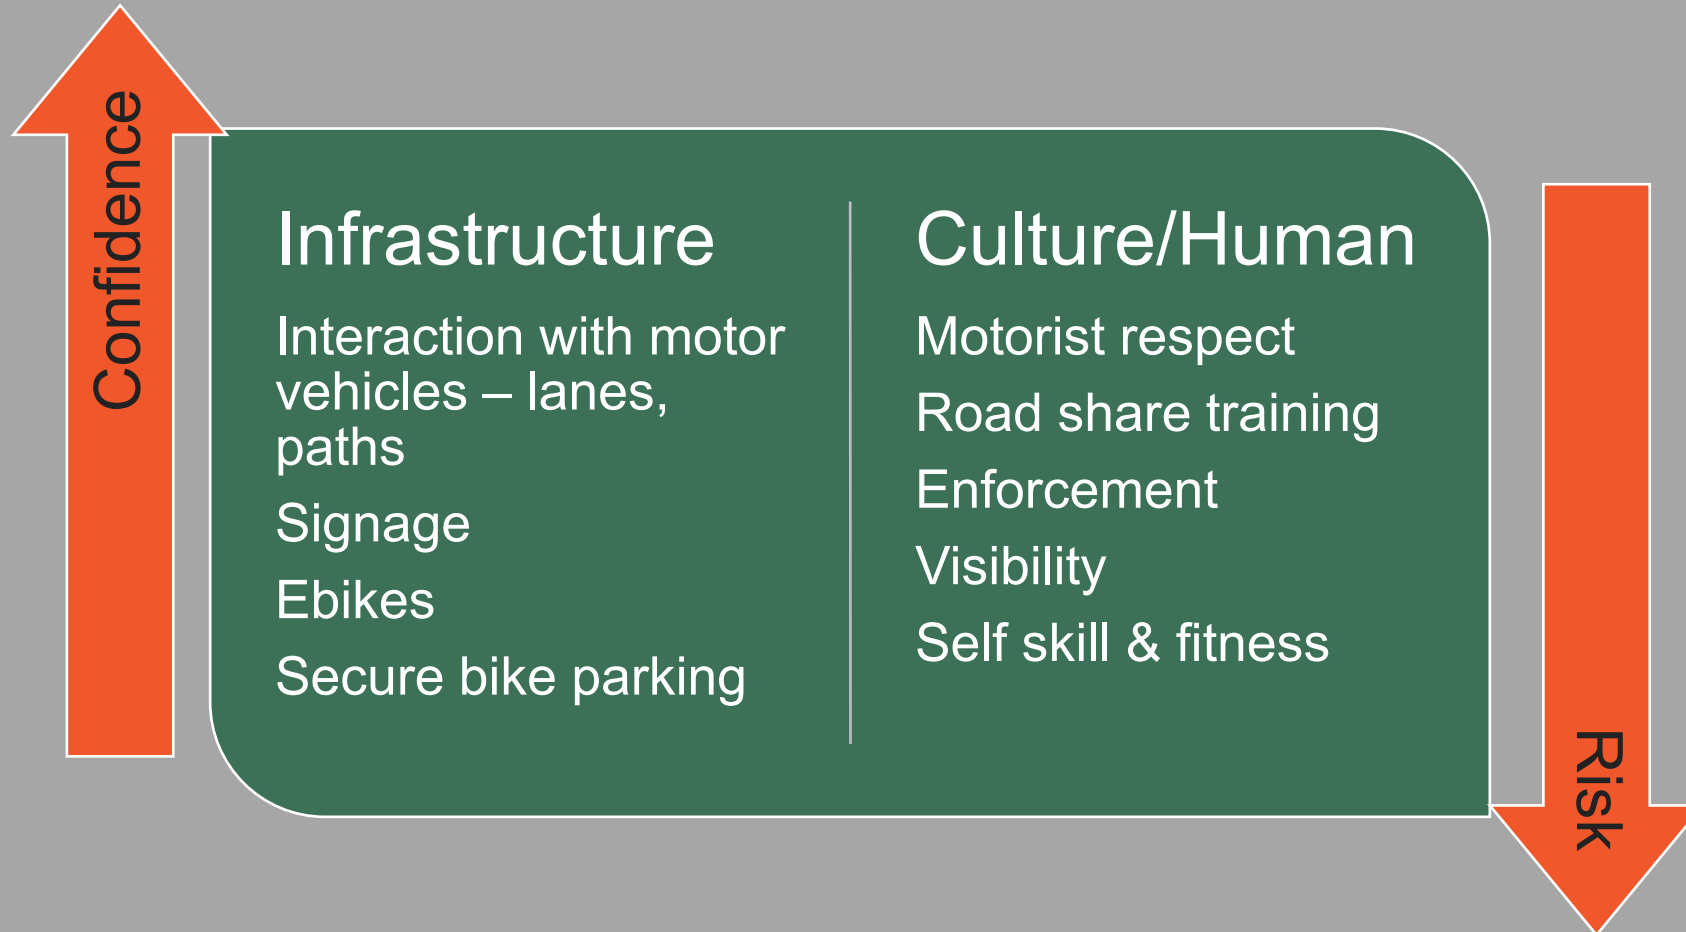 Confidence
Infrastructure
Interaction with motor
vehicles – lanes,
paths
Signage
Ebikes
Secure bike parking
Culture/Human
Motorist respect
Road share training
Enforcement
Visibility
Self skill & fitness
Risk